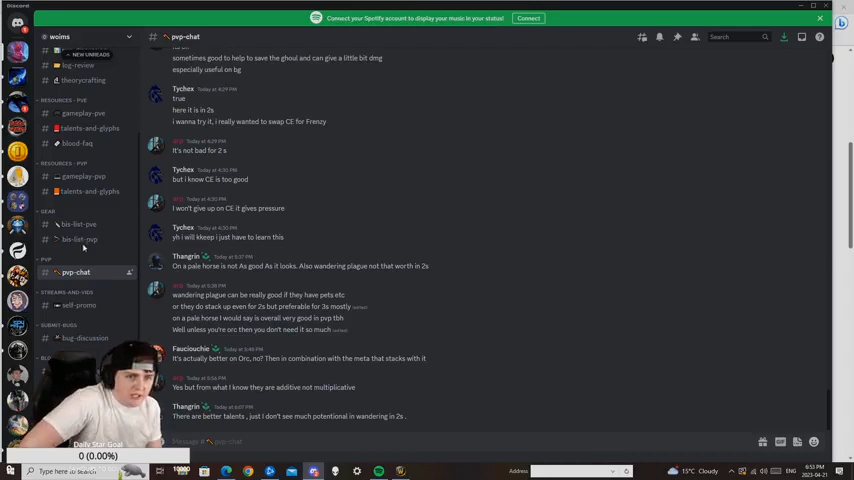 Discord
Connect your Spotify account to display your music in your status!
Connect
woims
pvp-chat
Search
NEW UNREADS
log-review
theorycrafting
RESOURCES - PVE
gameplay-pve
talents-and-glyphs
blood-faq
RESOURCES - PVP
gameplay-pvp
talents-and-glyphs
GEAR
bis-list-pve
bis-list-pvp
PVP
pvp-chat
STREAMS-AND-VIDS
self-promo
SUBMIT-BUGS
bug-discussion
sometimes good to help to save the ghoul and can give a little bit dmg
especially useful on bg
Tychex Today at 4:29 PM
true
here it is in 2s
i wanna try it, i really wanted to swap CE for Frenzy
Today at 4:29 PM
It's not bad for 2 s
Tychex Today at 4:30 PM
but i know CE is too good
Today at 4:30 PM
I won't give up on CE it gives pressure
Tychex Today at 4:30 PM
yh i will kkeep i just have to learn this
Thangrin Today at 5:37 PM
On a pale horse is not As good As it looks. Also wandering plague not that worth in 2s
Today at 5:38 PM
wandering plague can be really good if they have pets etc
or they do stack up even for 2s but preferable for 3s mostly (edited)
on a pale horse I would say is overall very good in pvp tbh
Well unless you're orc then you don't need it so much (edited)
Fauciouchie Today at 5:48 PM
It's actually better on Orc, no? Then in combination with the meta that stacks with it
Today at 5:56 PM
Yes but from what I know they are additive not multiplicative
Thangrin Today at 6:07 PM
There are better talents , just I don't see much potential in wandering in 2s .
Message # pvp-chat
GIF
Daily Star Goal
0 (0.00%)
Type here to search
Address
15°C Cloudy
ENG
6:53 PM
2023-04-21